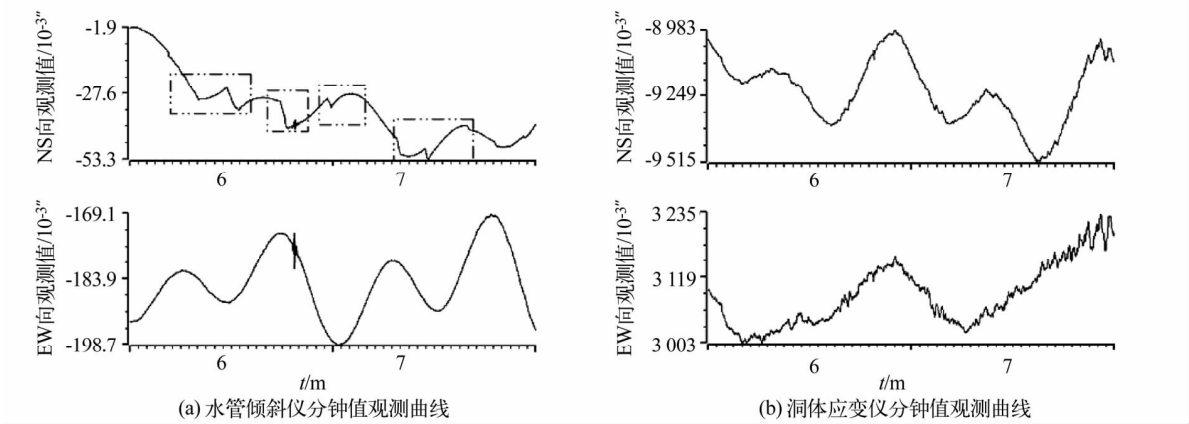 NS向观测值/10⁻³″
-1.9
-27.6
-53.3
6 7
EW向观测值/10⁻³″
-169.1
-183.9
-198.7
6 7
t/m
(a) 水管倾斜仪分钟值观测曲线
NS向观测值/10⁻³″
-8 983
-9 249
-9 515
6 7
EW向观测值/10⁻³″
3 235
3 119
3 003
6 7
t/m
(b) 洞体应变仪分钟值观测曲线